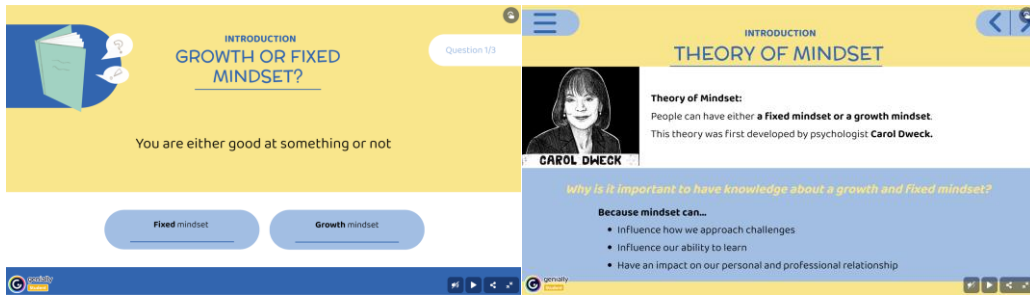 INTRODUCTION
GROWTH OR FIXED
MINDSET?
Question 1/3
You are either good at something or not
Fixed mindset
Growth mindset
genially
Student
INTRODUCTION
THEORY OF MINDSET
CAROL DWECK
Theory of Mindset:
People can have either a fixed mindset or a growth mindset.
This theory was first developed by psychologist Carol Dweck.
Why is it important to have knowledge about a growth and fixed mindset?
Because mindset can...
• Influence how we approach challenges
• Influence our ability to learn
• Have an impact on our personal and professional relationship
genially
Student